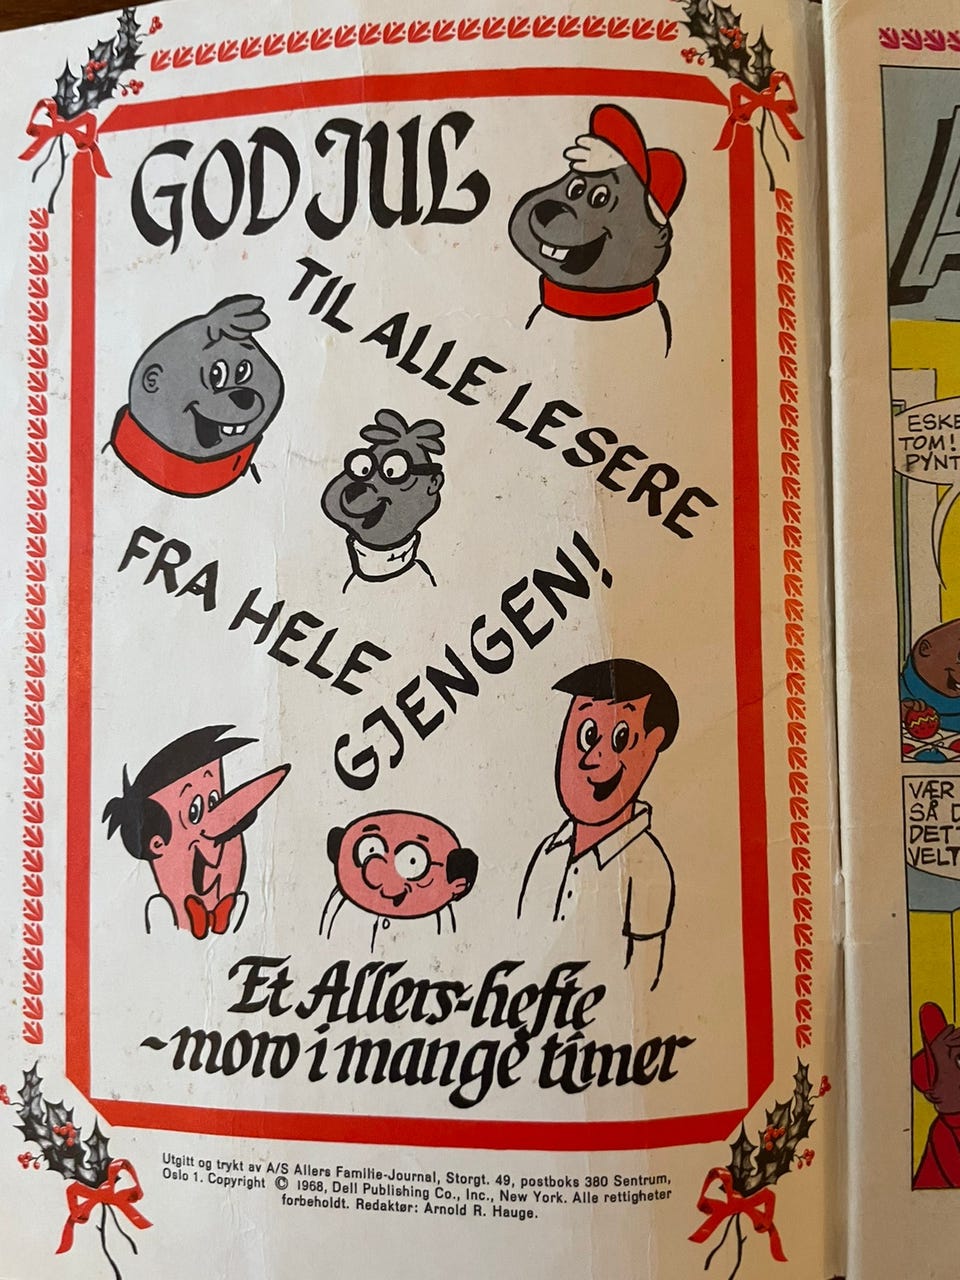 GOD JUL
TIL ALLE LESERE
FRA HELE
GJENGEN!
Et Allers-hefte
-moro i mange timer
Utgitt og trykt av A/S Allers Familie-Journal, Storgt. 49, postboks 380 Sentrum,
Oslo 1. Copyright © 1968, Dell Publishing Co., Inc., New York. Alle rettigheter
forbeholdt. Redaktør: Arnold R. Hauge.
ESKE
TOM!
PYNT
VÆR
SÅ D
DET
VELT